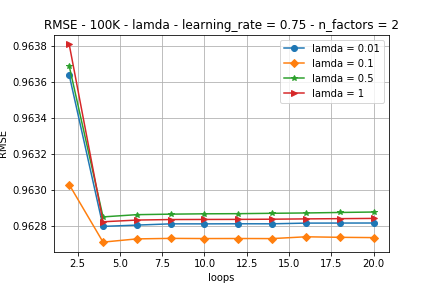 RMSE - 100K - lamda - learning_rate = 0.75 - n_factors = 2
lamda = 0.01
lamda = 0.1
lamda = 0.5
lamda = 1
0.9638
0.9636
0.9634
0.9632
0.9630
0.9628
RMSE
2.5 5.0 7.5 10.0 12.5 15.0 17.5 20.0
loops